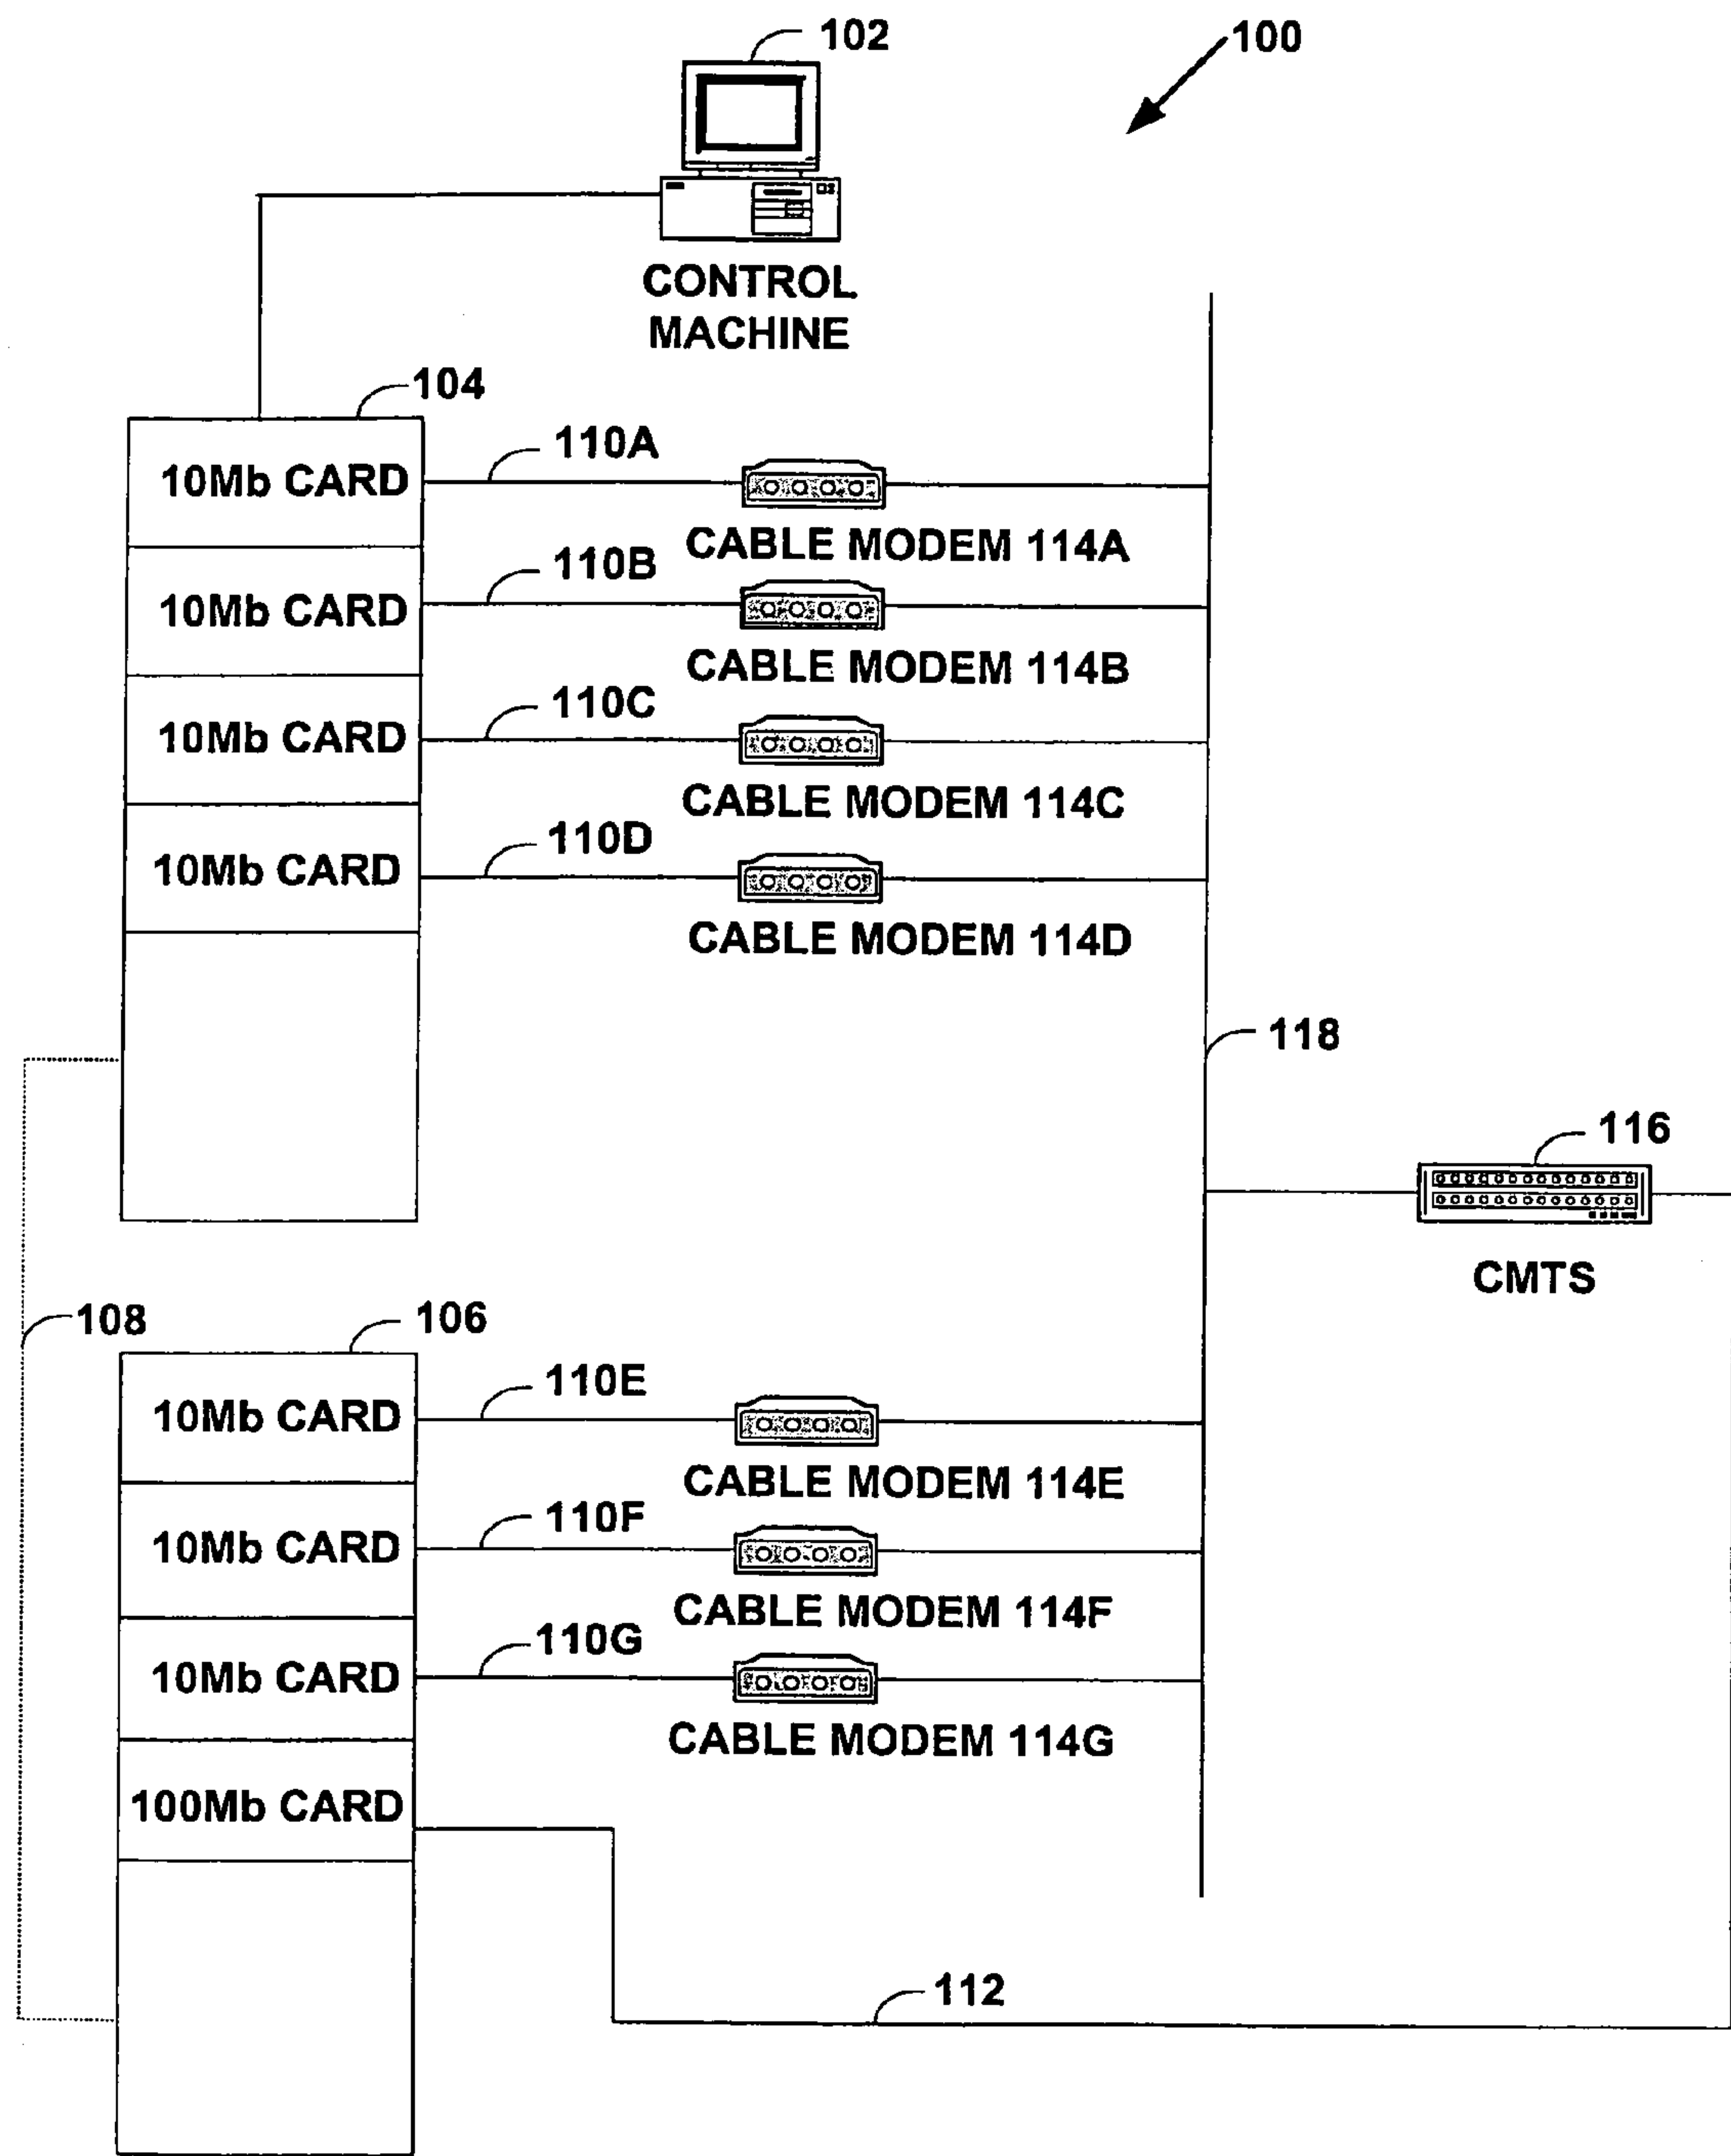 102
100
CONTROL
MACHINE
104
10Mb CARD
110A
CABLE MODEM 114A
10Mb CARD
110B
CABLE MODEM 114B
10Mb CARD
110C
CABLE MODEM 114C
10Mb CARD
110D
CABLE MODEM 114D
118
116
CMTS
108
106
10Mb CARD
110E
CABLE MODEM 114E
10Mb CARD
110F
CABLE MODEM 114F
10Mb CARD
110G
CABLE MODEM 114G
100Mb CARD
112